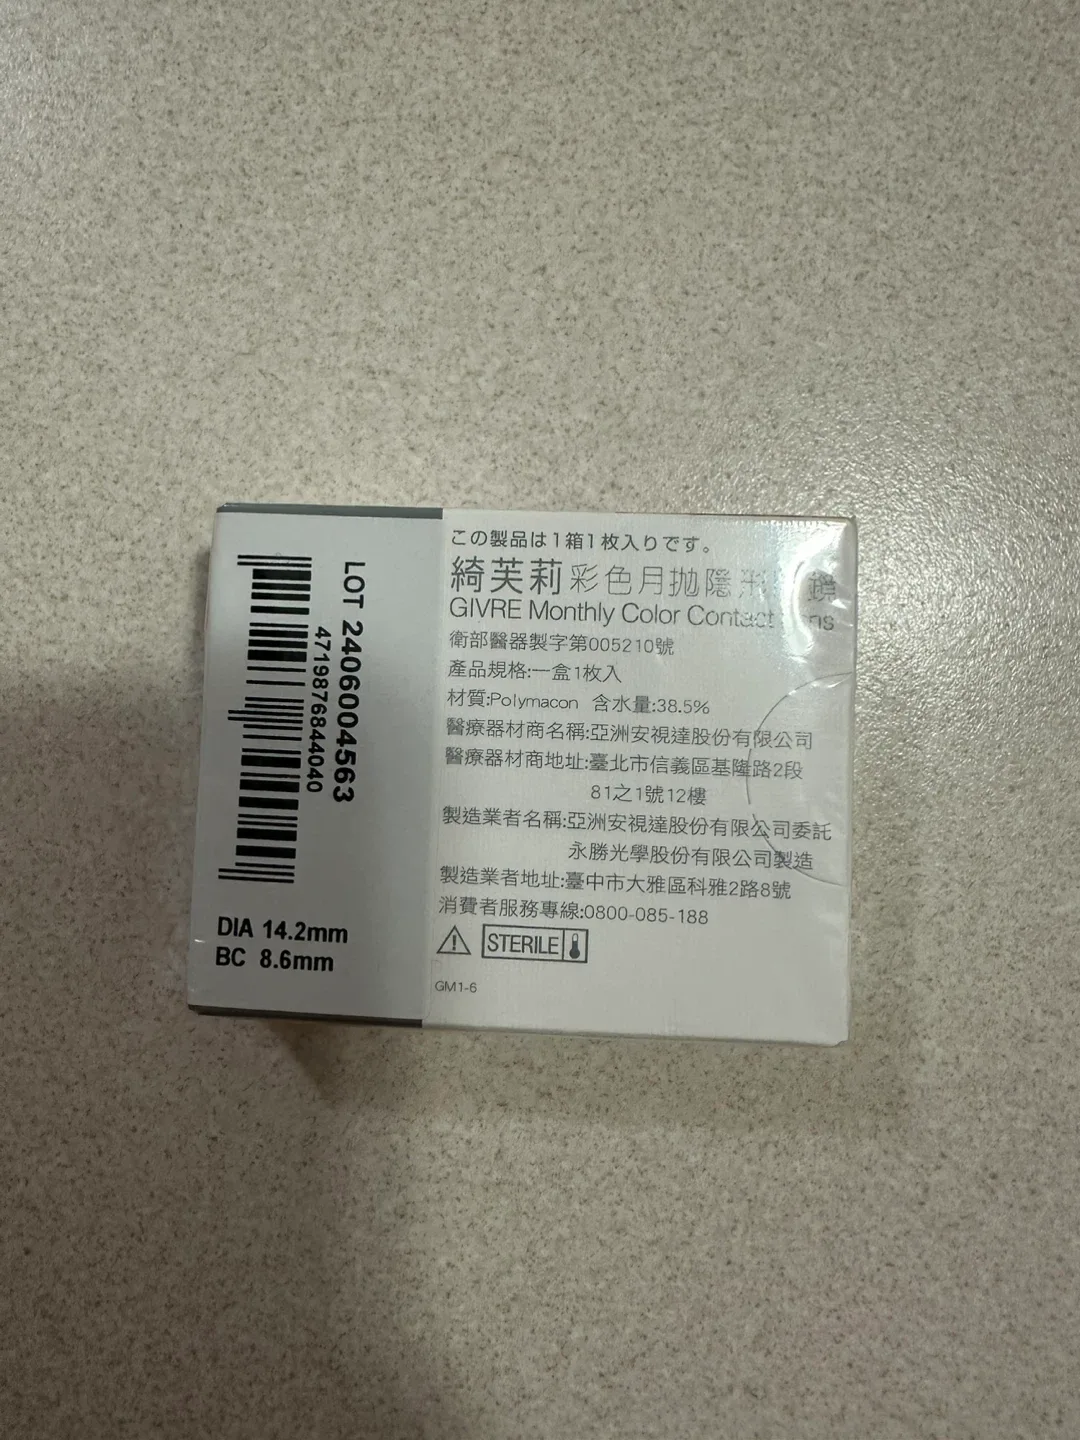 LOT 2406004563
4719876844040
DIA 14.2mm
BC 8.6mm
この製品は1箱1枚入りです。
綺芙莉彩色月拋隱形 鏡
GIVRE Monthly Color Contact
衛部醫器製字第005210號
產品規格:一盒1枚入
材質:Polymacon 含水量:38.5%
醫療器材商名稱:亞洲安視達股份有限公司
醫療器材商地址:臺北市信義區基隆路2段
81之1號12樓
製造業者名稱:亞洲安視達股份有限公司委託
永勝光學股份有限公司製造
製造業者地址:臺中市大雅區科雅2路8號
消費者服務專線:0800-085-188
STERILE
GM1-6